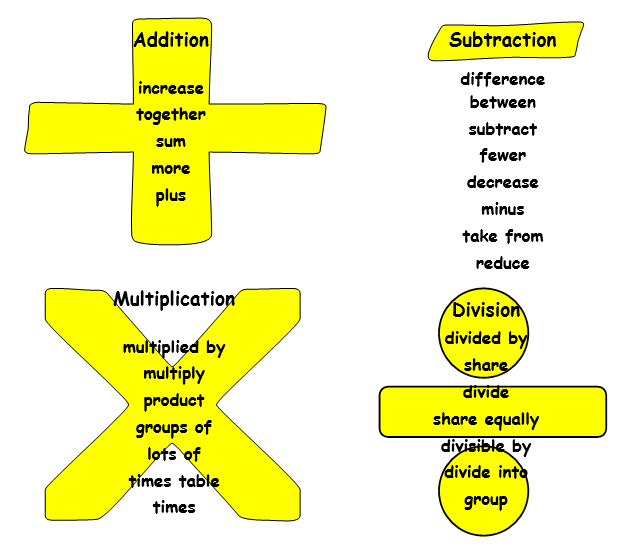 Addition
increase
together
sum
more
plus
Subtraction
difference
between
subtract
fewer
decrease
minus
take from
reduce
Multiplication
multiplied by
multiply
product
groups of
lots of
times table
times
Division
divided by
share
divide
share equally
divisible by
divide into
group